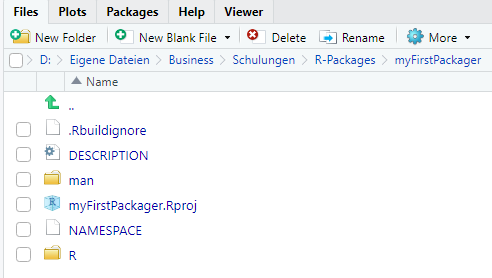 Files Plots Packages Help Viewer
New Folder New Blank File Delete Rename More
D: Eigene Dateien Business Schulungen R-Packages myFirstPackager
Name
..
.Rbuildignore
DESCRIPTION
man
myFirstPackager.Rproj
NAMESPACE
R